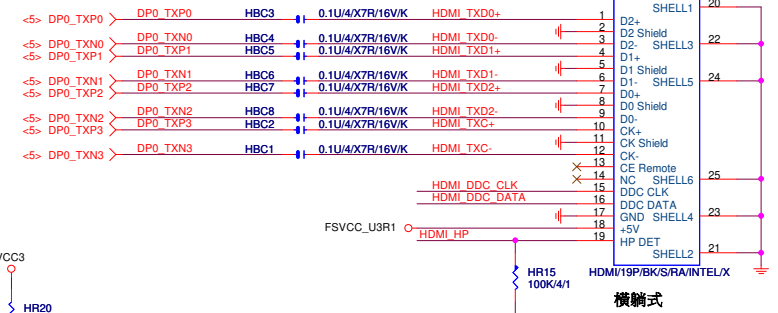 SHELL1 20
<5> DP0_TXP0 DP0_TXP0 HBC3 0.1U/4/X7R/16V/K HDMI_TXD0+ 1 D2+
2 D2 Shield
<5> DP0_TXN0 DP0_TXN0 HBC4 0.1U/4/X7R/16V/K HDMI_TXD0- 3 D2- SHELL3 22
<5> DP0_TXP1 DP0_TXP1 HBC5 0.1U/4/X7R/16V/K HDMI_TXD1+ 4 D1+
5 D1 Shield
<5> DP0_TXN1 DP0_TXN1 HBC6 0.1U/4/X7R/16V/K HDMI_TXD1- 6 D1- SHELL5 24
<5> DP0_TXP2 DP0_TXP2 HBC7 0.1U/4/X7R/16V/K HDMI_TXD2+ 7 D0+
8 D0 Shield
<5> DP0_TXN2 DP0_TXN2 HBC8 0.1U/4/X7R/16V/K HDMI_TXD2- 9 D0-
<5> DP0_TXP3 DP0_TXP3 HBC2 0.1U/4/X7R/16V/K HDMI_TXC+ 10 CK+
11 CK Shield
<5> DP0_TXN3 DP0_TXN3 HBC1 0.1U/4/X7R/16V/K HDMI_TXC- 12 CK-
13 CE Remote
14 NC SHELL6 25
HDMI_DDC_CLK 15 DDC CLK
HDMI_DDC_DATA 16 DDC DATA
17 GND SHELL4 23
FSVCC_U3R1 18 +5V
HDMI_HP 19 HP DET
SHELL2 21
VCC3
HR15 HDMI/19P/BK/S/RA/INTEL/X
100K/4/1
橫躺式
HR20